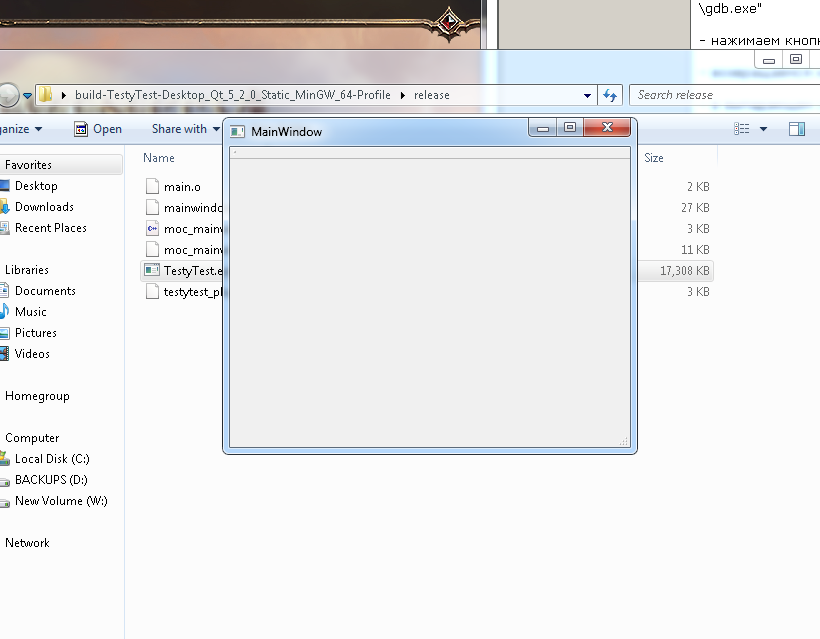 \gdb.exe"
- нажимаем кнопк
build-TestyTest-Desktop_Qt_5_2_0_Static_MinGW_64-Profile
release
Search release
anize
Open
Share with
MainWindow
Favorites
Desktop
Downloads
Recent Places
Libraries
Documents
Music
Pictures
Videos
Homegroup
Computer
Local Disk (C:)
BACKUPS (D:)
New Volume (W:)
Network
Name
Size
main.o
2 KB
mainwindo
27 KB
moc_mainw
3 KB
moc_mainw
11 KB
TestyTest.e
17,308 KB
testytest_pl
3 KB